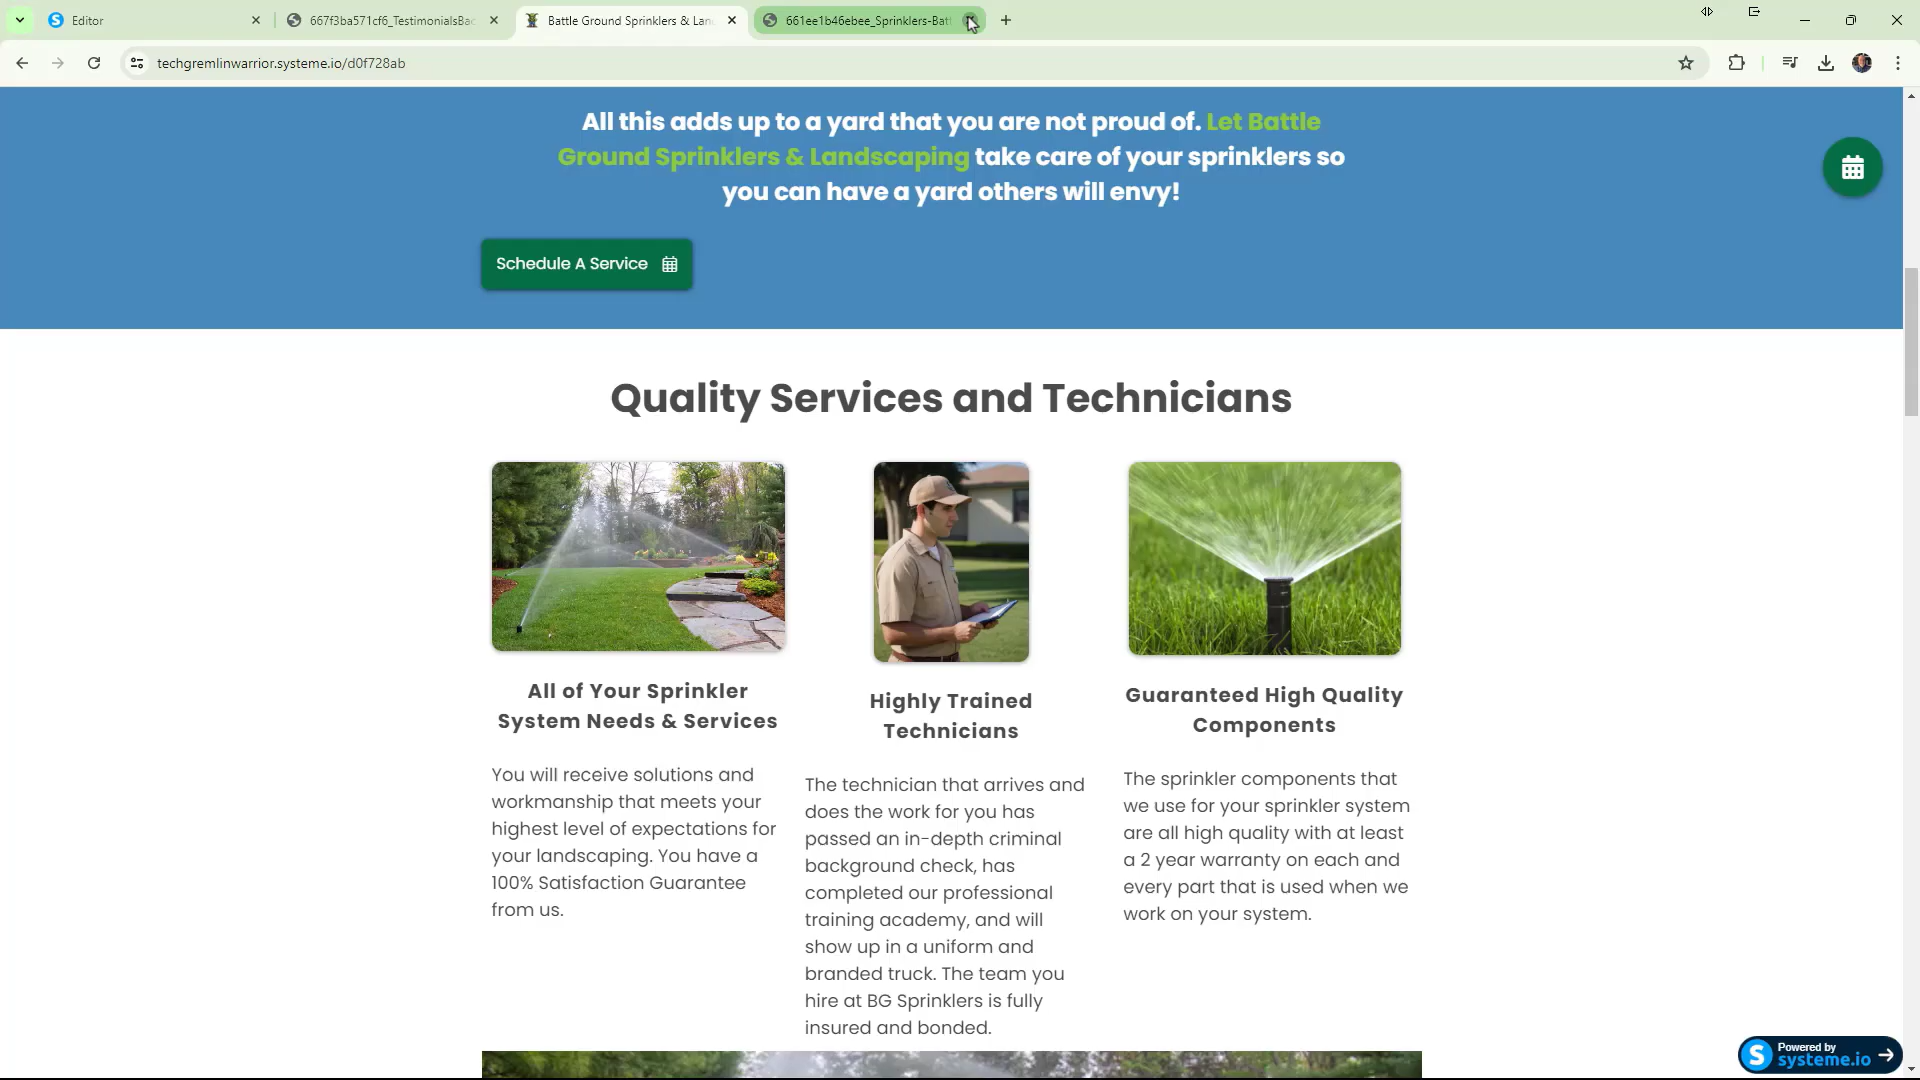 Editor
667f3ba571cf6_TestimonialsBac
Battle Ground Sprinklers & Lan
661ee1b46ebee_Sprinklers-Batt
techgremlinwarrior.systeme.io/d0f728ab
All this adds up to a yard that you are not proud of. Let Battle
Ground Sprinklers & Landscaping take care of your sprinklers so
you can have a yard others will envy!
Schedule A Service
Quality Services and Technicians
All of Your Sprinkler
System Needs & Services
You will receive solutions and
workmanship that meets your
highest level of expectations for
your landscaping. You have a
100% Satisfaction Guarantee
from us.
Highly Trained
Technicians
The technician that arrives and
does the work for you has
passed an in-depth criminal
background check, has
completed our professional
training academy, and will
show up in a uniform and
branded truck. The team you
hire at BG Sprinklers is fully
insured and bonded.
Guaranteed High Quality
Components
The sprinkler components that
we use for your sprinkler system
are all high quality with at least
a 2 year warranty on each and
every part that is used when we
work on your system.
Powered by
systeme.io